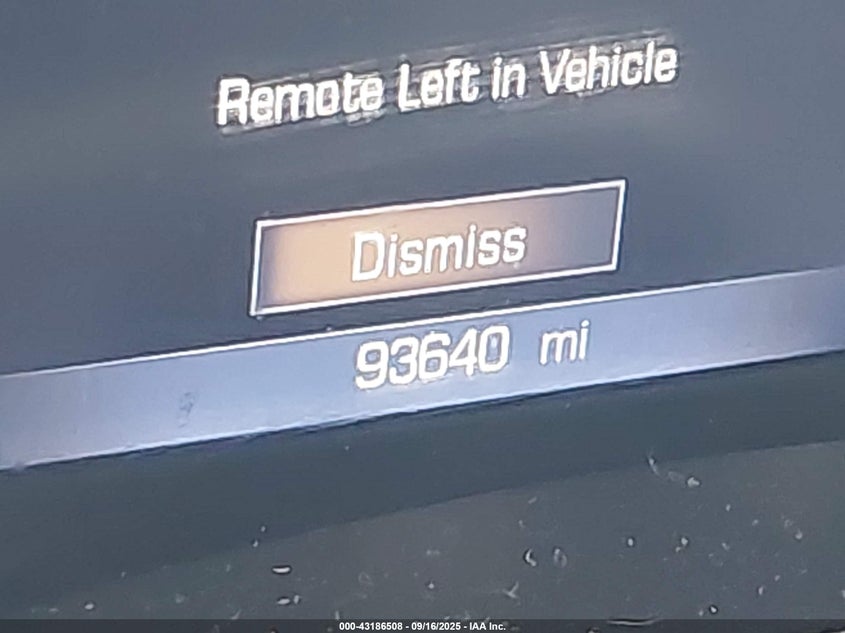 Remote Left in Vehicle
Dismiss
93640 mi
000-43186508 - 09/16/2025 - IAA Inc.